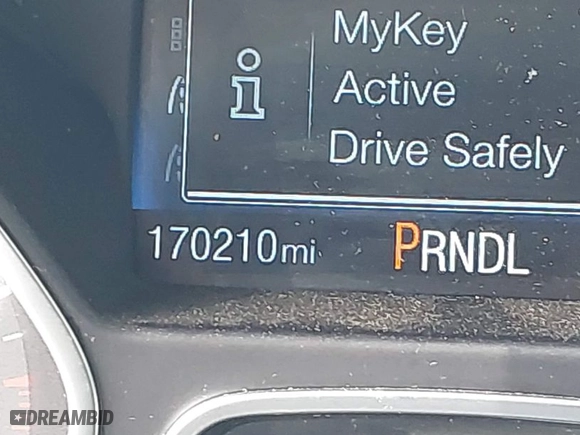 MyKey
Active
Drive Safely
170210mi PRNDL
DREAMBID